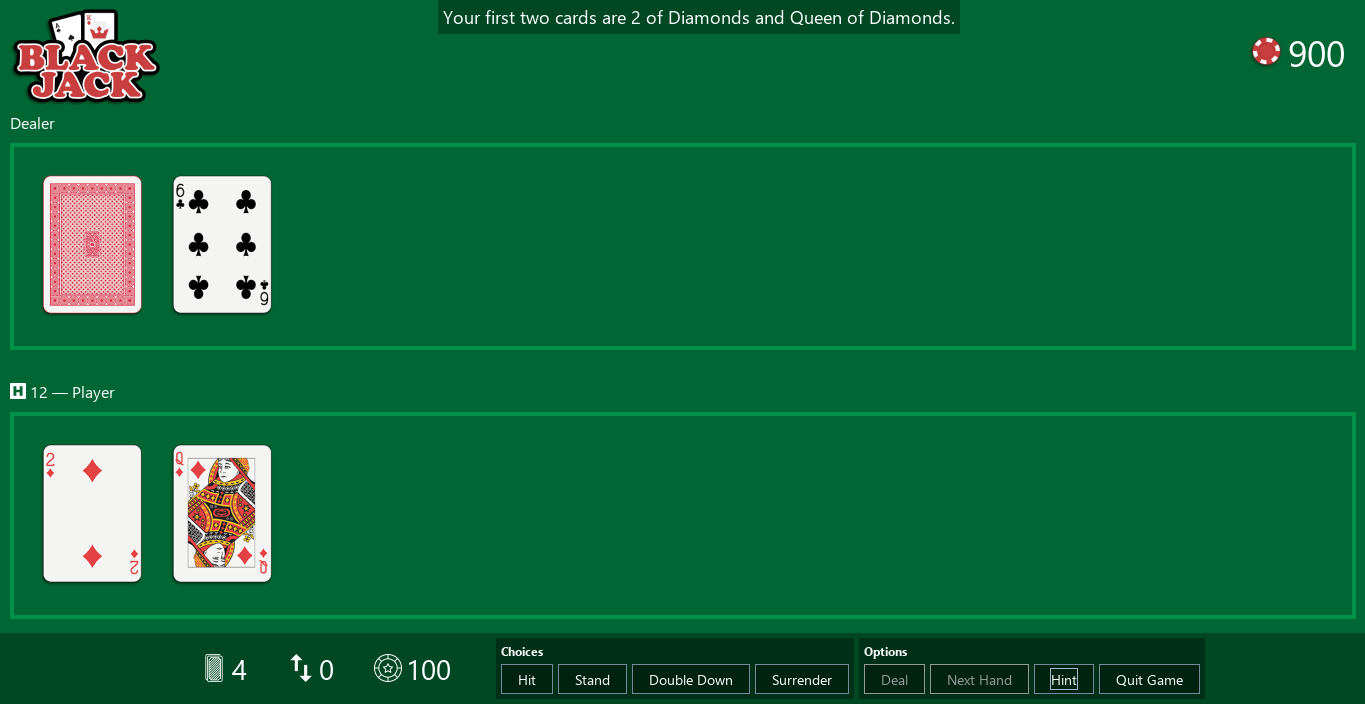 Your first two cards are 2 of Diamonds and Queen of Diamonds.
A
K
BLACK
JACK
900
Dealer
6
6
H 12 — Player
2
Q
2
Q
4
0
100
Choices
Hit
Stand
Double Down
Surrender
Options
Deal
Next Hand
Hint
Quit Game